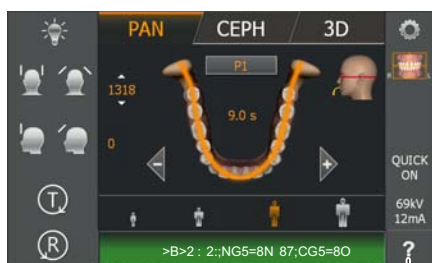 PAN CEPH 3D
P1
1318
R L
9.0 s
0
QUICK
ON
T
69kV
12mA
R
>B>2 : 2:;NG5=8N 87;CG5=8O
?